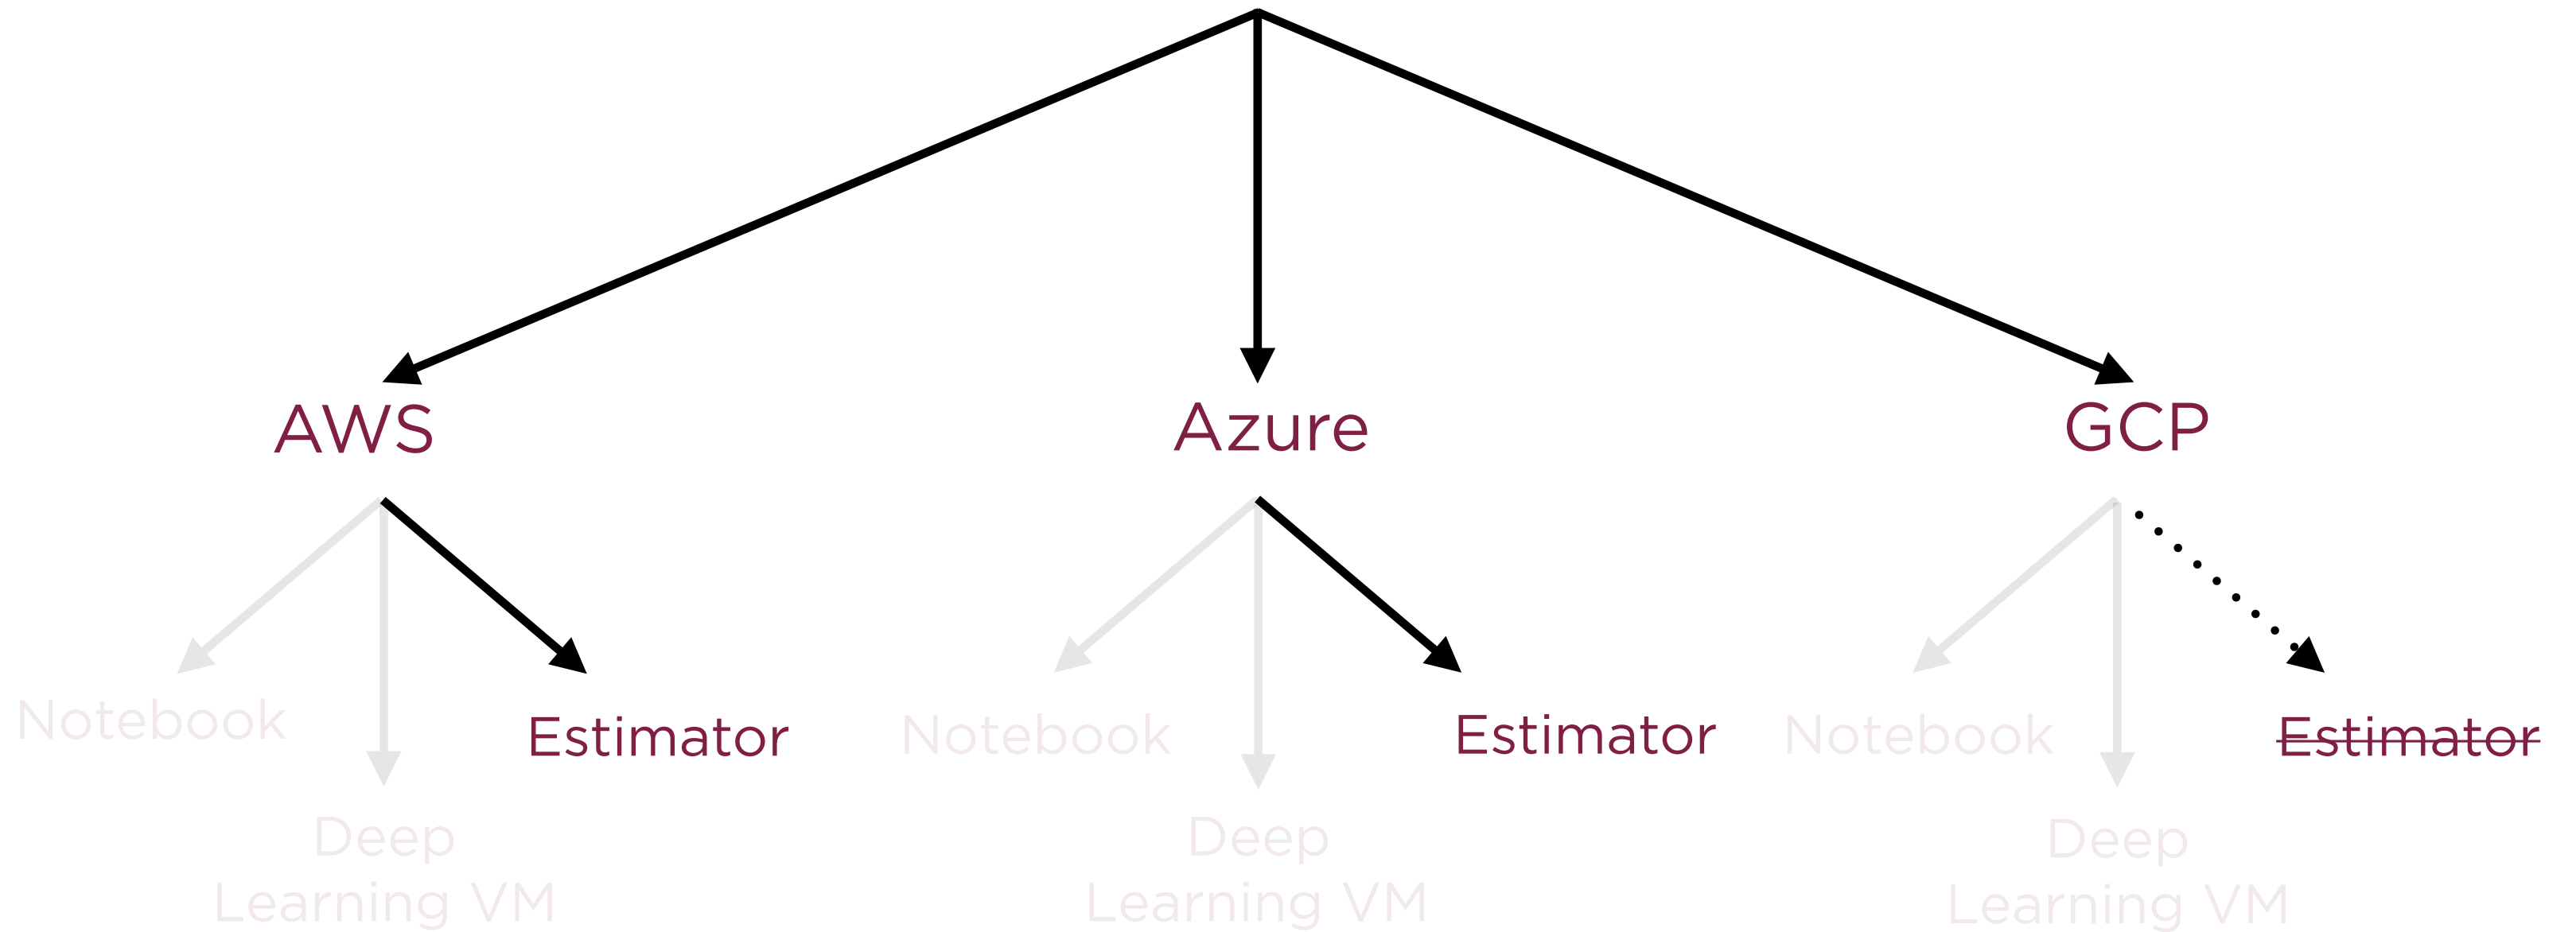 AWS
Azure
GCP
Notebook
Deep
Learning VM
Estimator
Notebook
Deep
Learning VM
Estimator
Notebook
Deep
Learning VM
Estimator